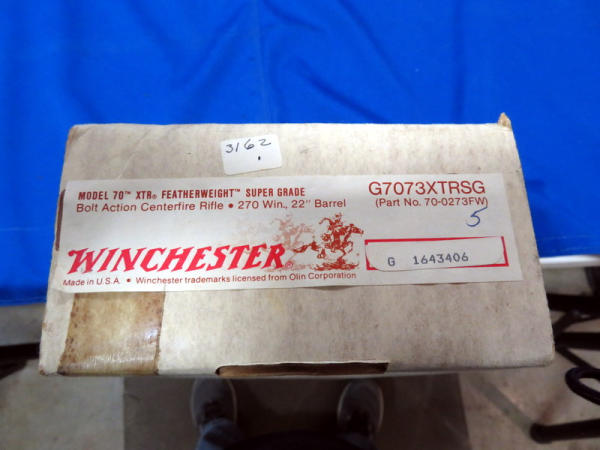 3162
MODEL 70™ XTR® FEATHERWEIGHT™ SUPER GRADE
Bolt Action Centerfire Rifle • 270 Win., 22" Barrel
G7073XTRSG
(Part No. 70-0273FW)
5
WINCHESTER
G 1643406
Made in U.S.A. • Winchester trademarks licensed from Olin Corporation